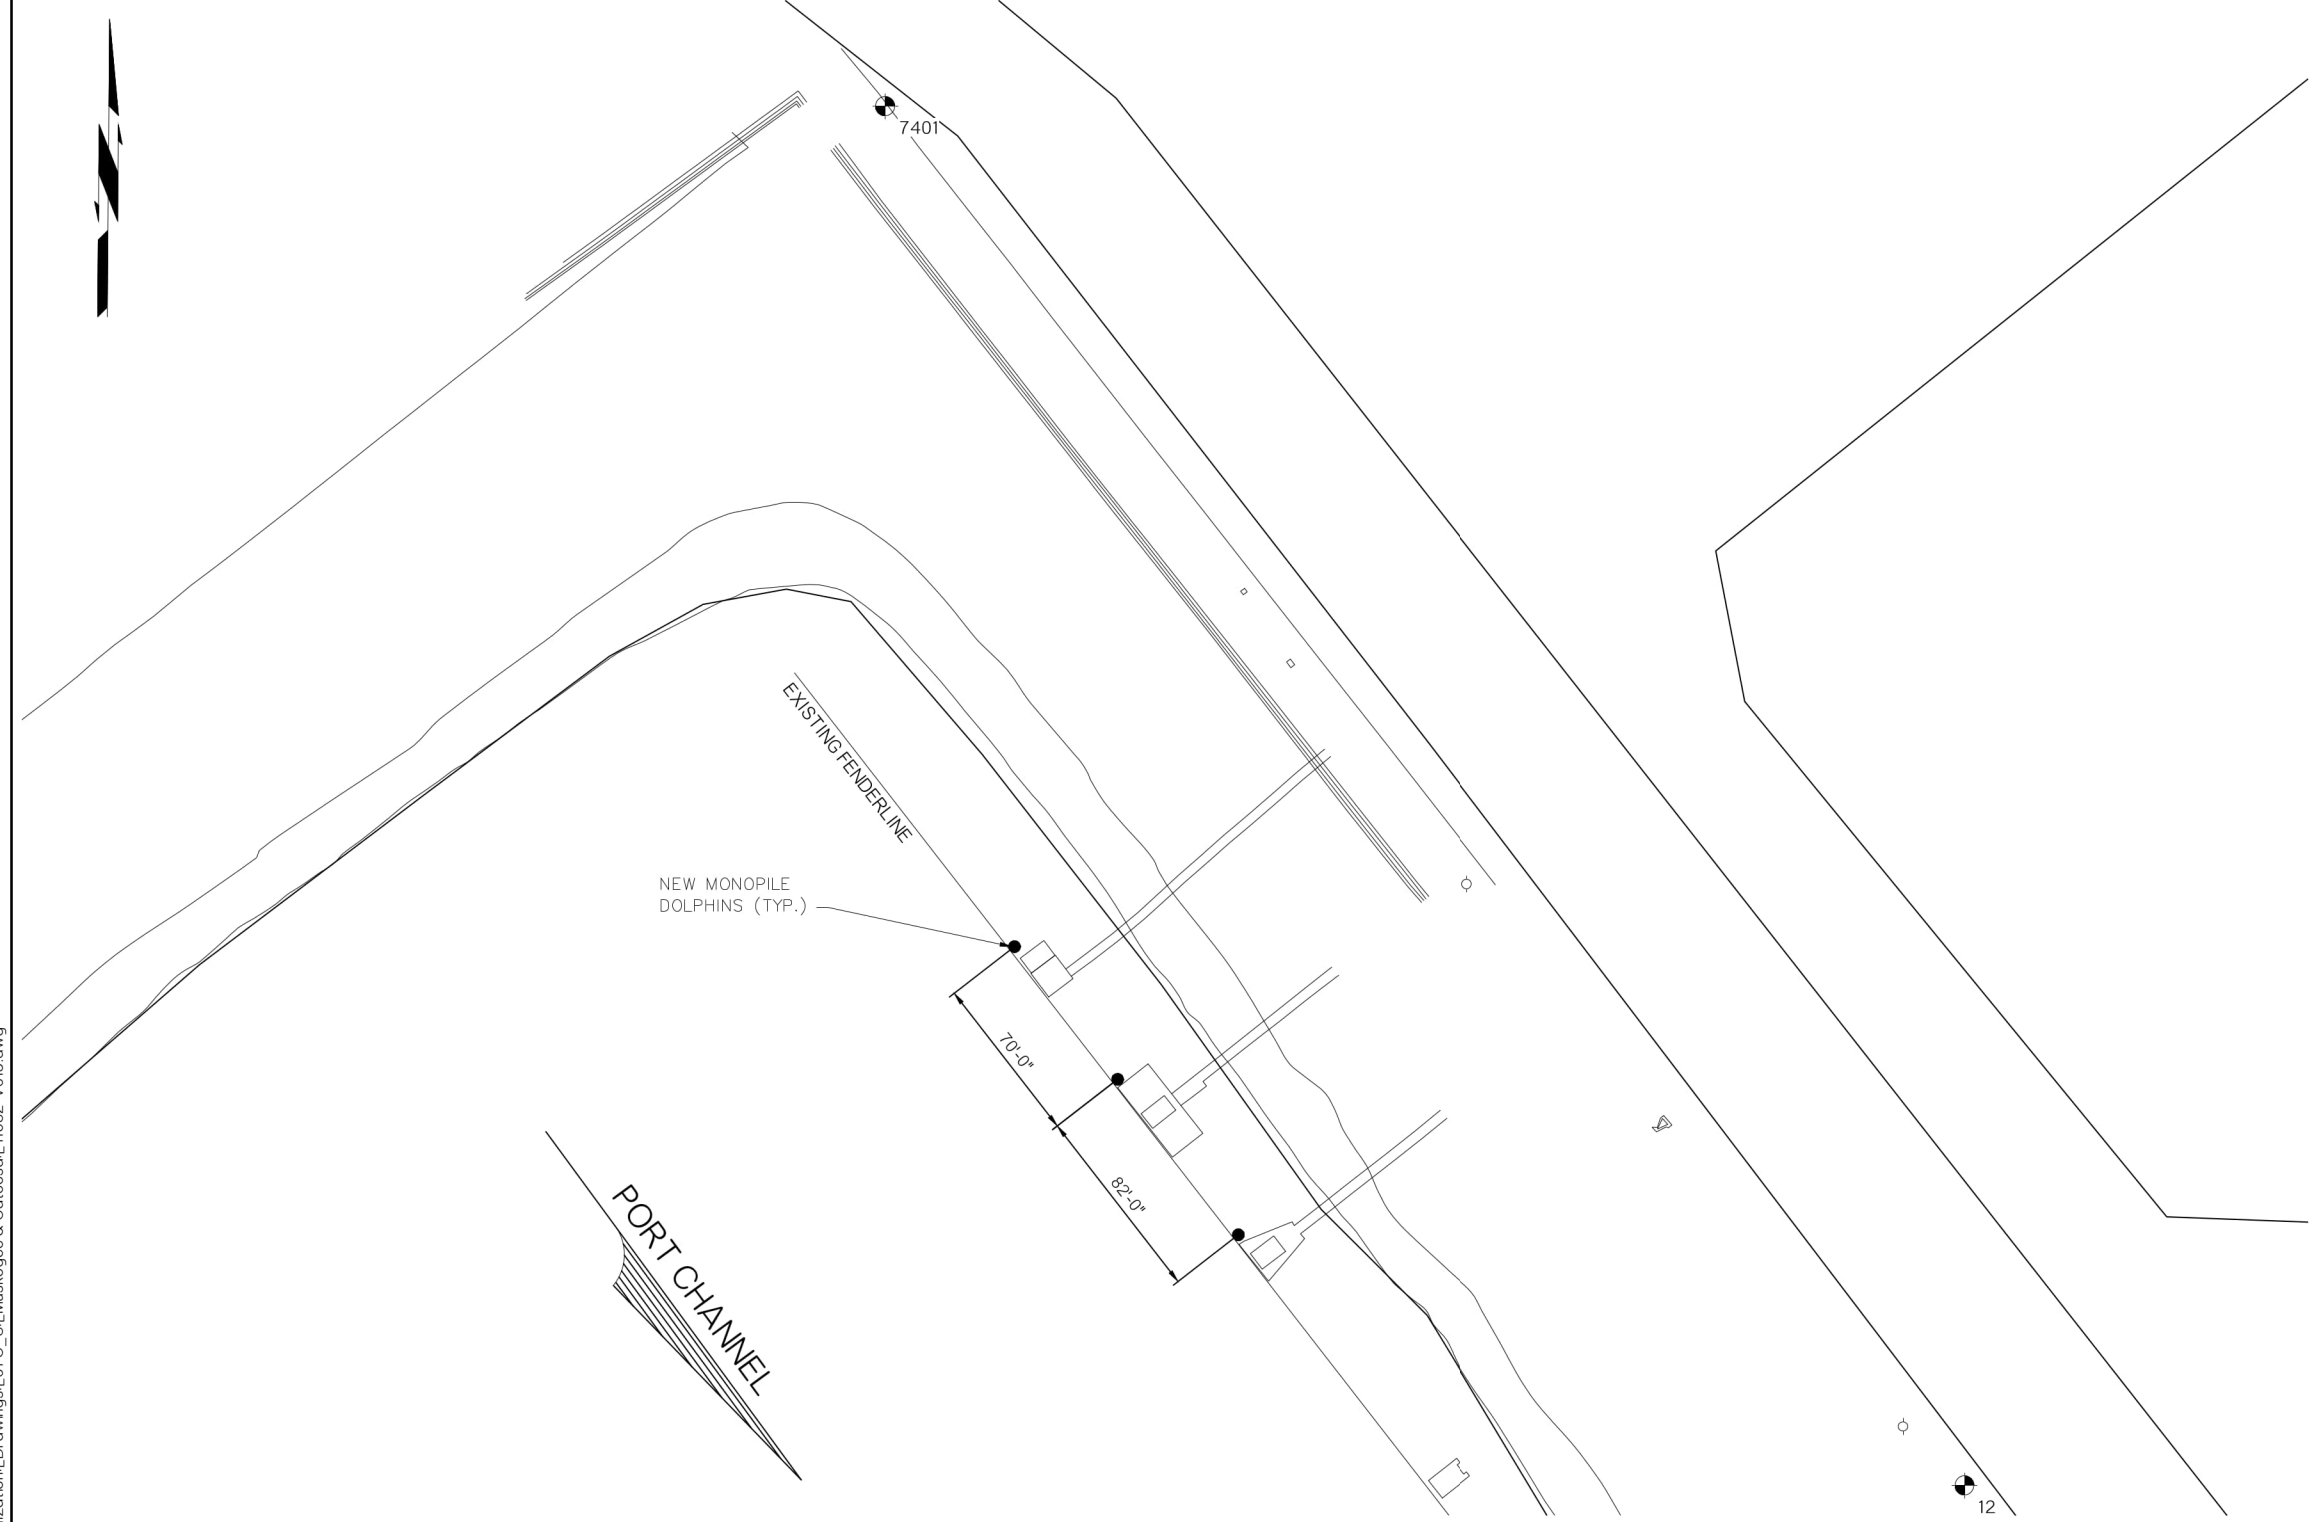 7401
EXISTING FENDERLINE
NEW MONOPILE
DOLPHINS (TYP.)
70'-0"
82'-0"
PORT CHANNEL
12